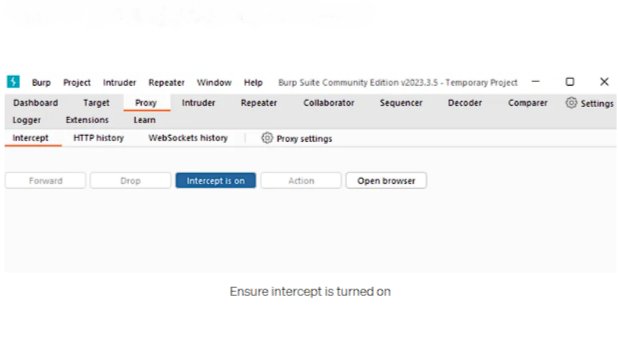 Burp Project Intruder Repeater Window Help Burp Suite Community Edition v2023.3.5 - Temporary Project
Dashboard Target Proxy Intruder Repeater Collaborator Sequencer Decoder Comparer Settings
Logger Extensions Learn
Intercept HTTP history WebSockets history Proxy settings
Forward Drop Intercept is on Action Open browser
Ensure intercept is turned on